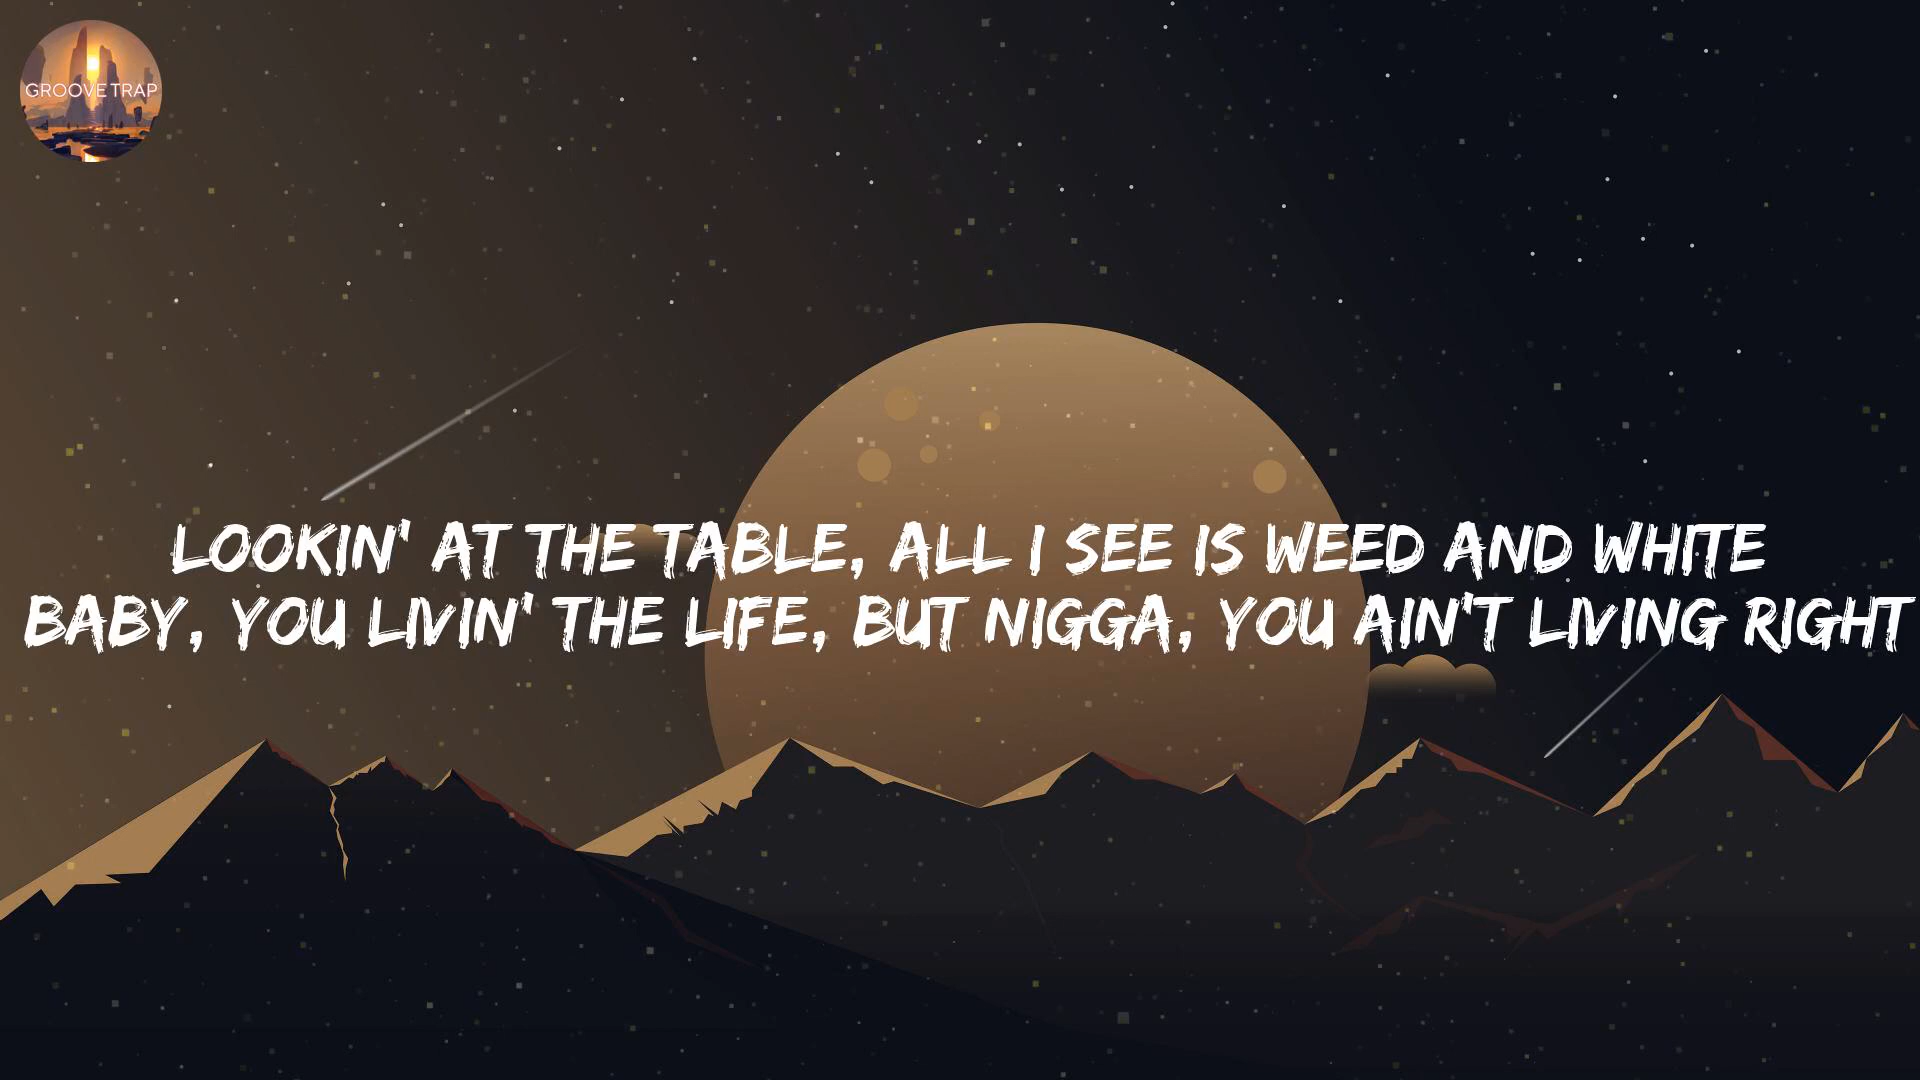 GROOVE TRAP
LOOKIN' AT THE TABLE, ALL I SEE IS WEED AND WHITE
BABY, YOU LIVIN' THE LIFE, BUT NIGGA, YOU AIN'T LIVING RIGHT